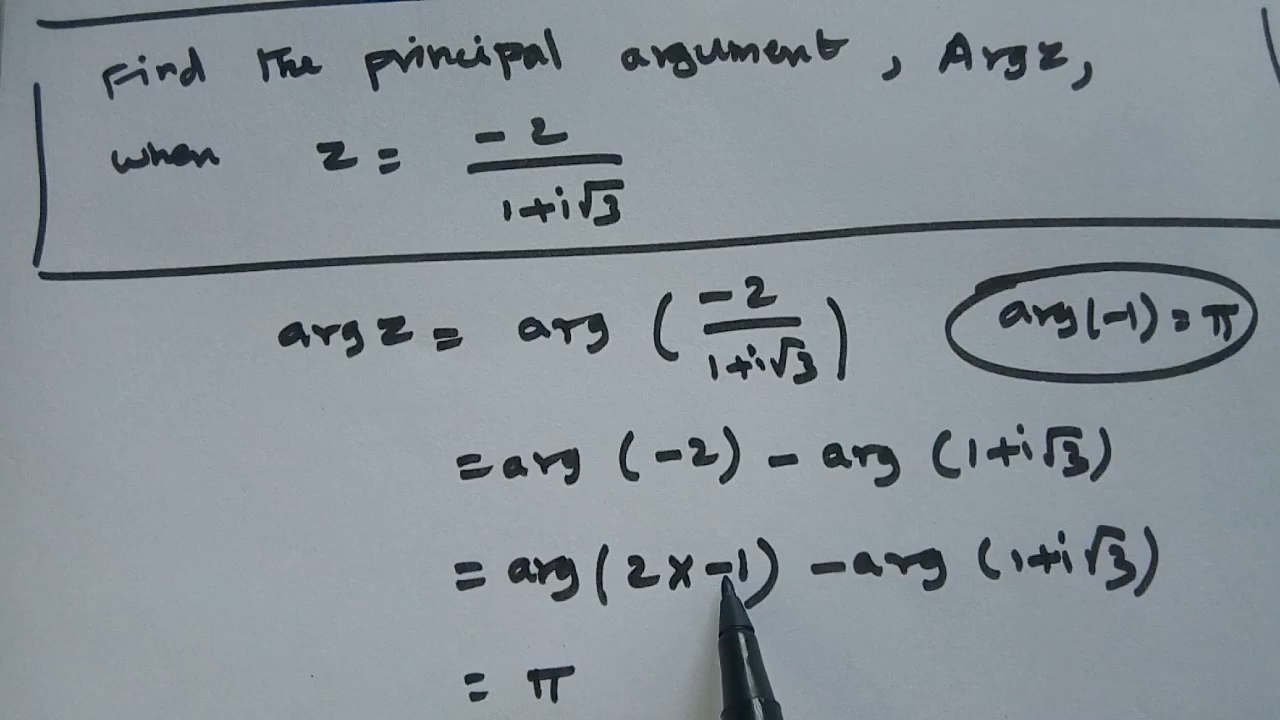 Find the principal argument, Argz,
when z = -2/(1+i√3)
arg z = arg (-2/(1+i√3))
arg(-1) = π
= arg (-2) - arg (1+i√3)
= arg (2×-1) - arg (1+i√3)
= π